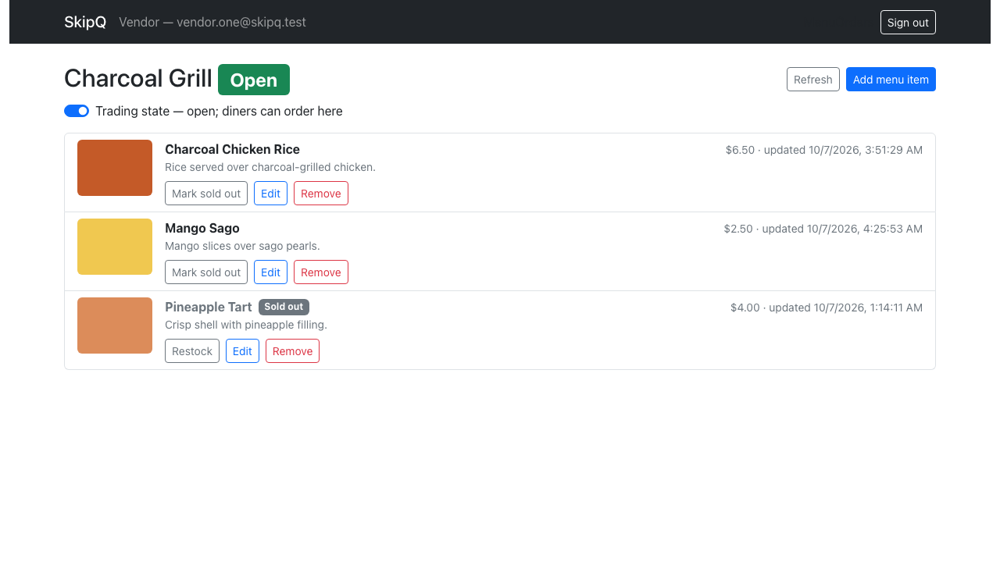 SkipQ Vendor — vendor.one@skipq.test Sign out
Charcoal Grill Open Refresh Add menu item
Trading state — open; diners can order here
Charcoal Chicken Rice $6.50 · updated 10/7/2026, 3:51:29 AM
Rice served over charcoal-grilled chicken.
Mark sold out Edit Remove
Mango Sago $2.50 · updated 10/7/2026, 4:25:53 AM
Mango slices over sago pearls.
Mark sold out Edit Remove
Pineapple Tart Sold out $4.00 · updated 10/7/2026, 1:14:11 AM
Crisp shell with pineapple filling.
Restock Edit Remove